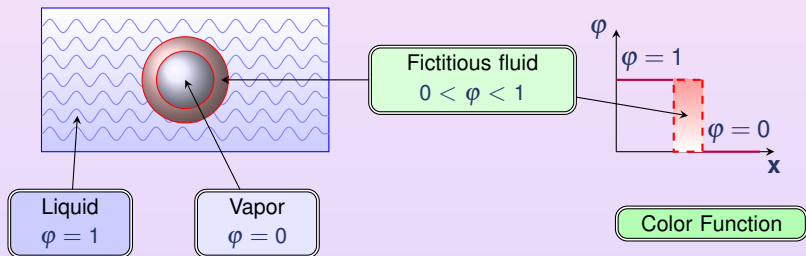 Fictitious fluid
0 < φ < 1
φ
φ = 1
φ = 0
x
Liquid
φ = 1
Vapor
φ = 0
Color Function